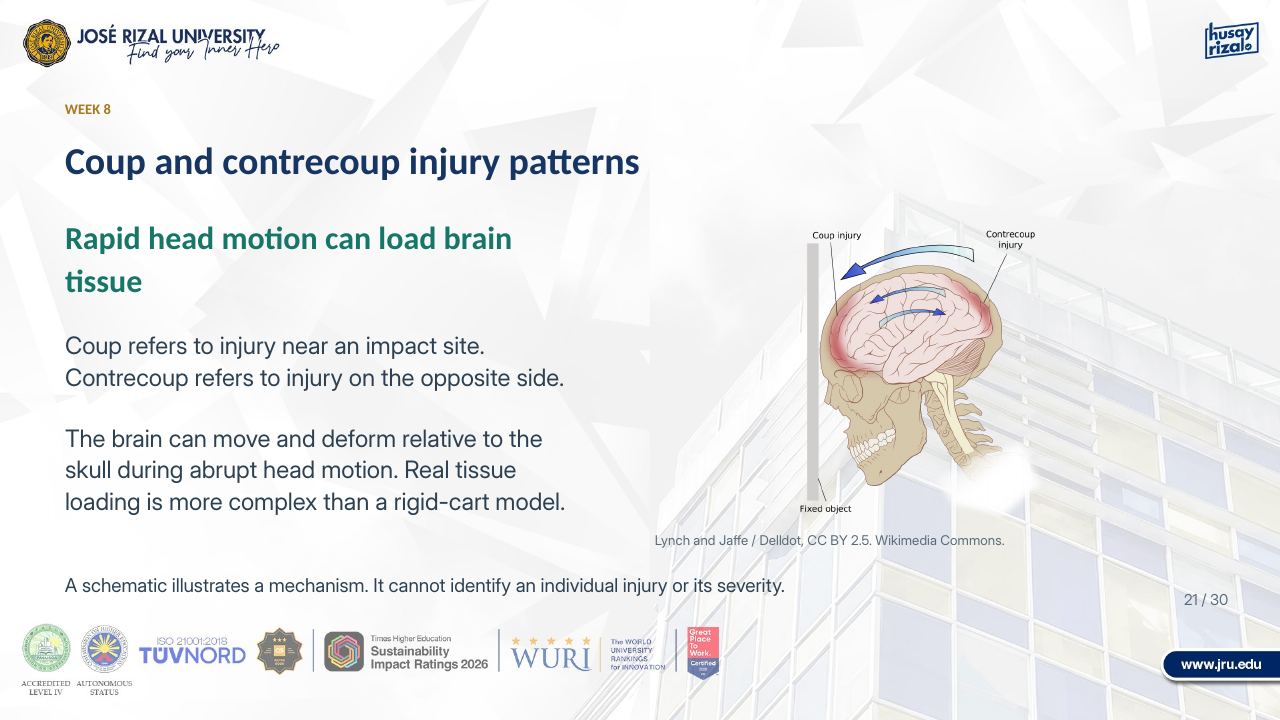 JOSÉ RIZAL UNIVERSITY
Find your Inner Hero
husay
rizal
WEEK 8
Coup and contrecoup injury patterns
Rapid head motion can load brain
tissue
Coup refers to injury near an impact site.
Contrecoup refers to injury on the opposite side.
The brain can move and deform relative to the
skull during abrupt head motion. Real tissue
loading is more complex than a rigid-cart model.
Coup injury
Contrecoup
injury
Fixed object
Lynch and Jaffe / Delldot, CC BY 2.5. Wikimedia Commons.
A schematic illustrates a mechanism. It cannot identify an individual injury or its severity.
21 / 30
ACCREDITED
LEVEL IV
AUTONOMOUS
STATUS
ISO 21001:2018
TÜVNORD
Times Higher Education
Sustainability
Impact Ratings 2026
WURI
The WORLD
UNIVERSITY
RANKINGS
for INNOVATION
Great
Place
To
Work.
Certified
www.jru.edu